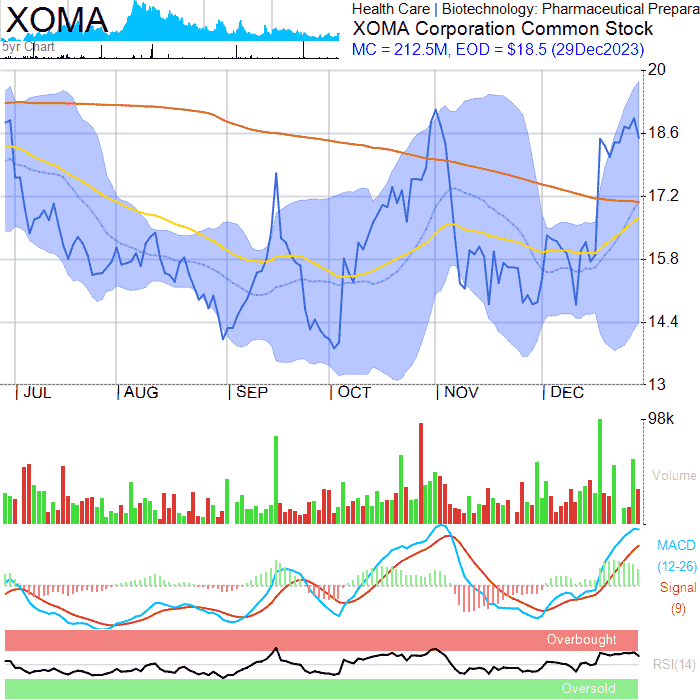 XOMA
5yr Chart
Health Care | Biotechnology: Pharmaceutical Prepara
XOMA Corporation Common Stock
MC = 212.5M, EOD = $18.5 (29Dec2023)
20
18.6
17.2
15.8
14.4
13
JUL AUG SEP OCT NOV DEC
98k
Volume
MACD
(12-26)
Signal
(9)
Overbought
RSI(14)
Oversold